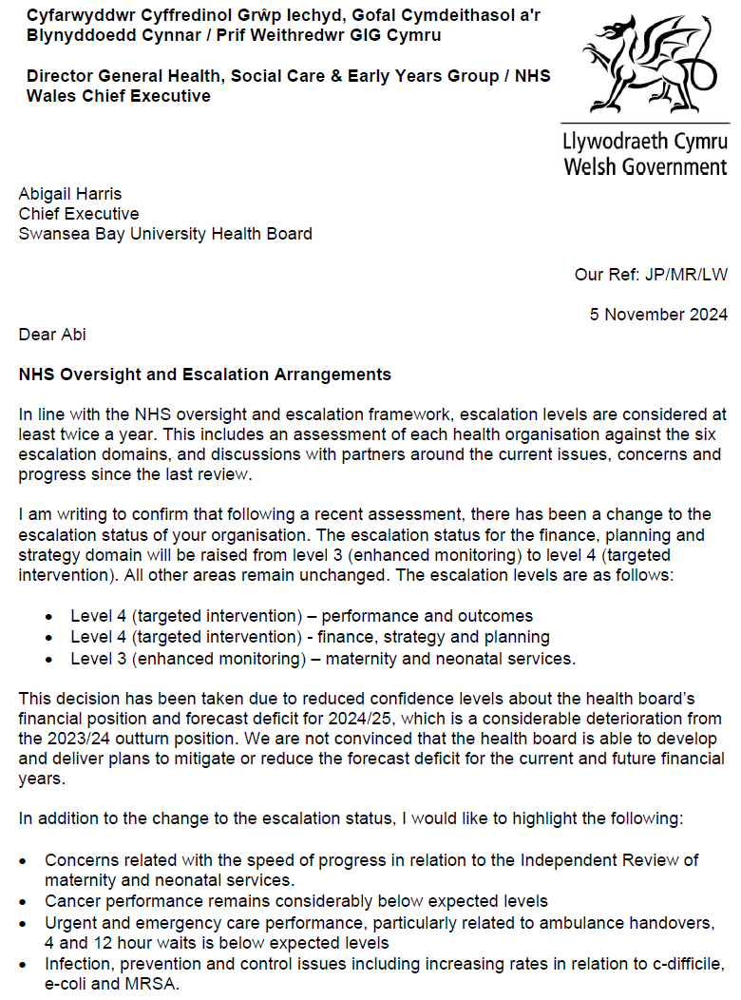 Cyfarwyddwr Cyffredinol Grŵp Iechyd, Gofal Cymdeithasol a'r
Blynyddoedd Cynnar / Prif Weithredwr GIG Cymru
Director General Health, Social Care & Early Years Group / NHS
Wales Chief Executive
Llywodraeth Cymru
Welsh Government
Abigail Harris
Chief Executive
Swansea Bay University Health Board
Our Ref: JP/MR/LW
5 November 2024
Dear Abi
NHS Oversight and Escalation Arrangements
In line with the NHS oversight and escalation framework, escalation levels are considered at
least twice a year. This includes an assessment of each health organisation against the six
escalation domains, and discussions with partners around the current issues, concerns and
progress since the last review.
I am writing to confirm that following a recent assessment, there has been a change to the
escalation status of your organisation. The escalation status for the finance, planning and
strategy domain will be raised from level 3 (enhanced monitoring) to level 4 (targeted
intervention). All other areas remain unchanged. The escalation levels are as follows:
• Level 4 (targeted intervention) – performance and outcomes
• Level 4 (targeted intervention) - finance, strategy and planning
• Level 3 (enhanced monitoring) – maternity and neonatal services.
This decision has been taken due to reduced confidence levels about the health board's
financial position and forecast deficit for 2024/25, which is a considerable deterioration from
the 2023/24 outturn position. We are not convinced that the health board is able to develop
and deliver plans to mitigate or reduce the forecast deficit for the current and future financial
years.
In addition to the change to the escalation status, I would like to highlight the following:
• Concerns related with the speed of progress in relation to the Independent Review of
maternity and neonatal services.
• Cancer performance remains considerably below expected levels
• Urgent and emergency care performance, particularly related to ambulance handovers,
4 and 12 hour waits is below expected levels
• Infection, prevention and control issues including increasing rates in relation to c-difficile,
e-coli and MRSA.